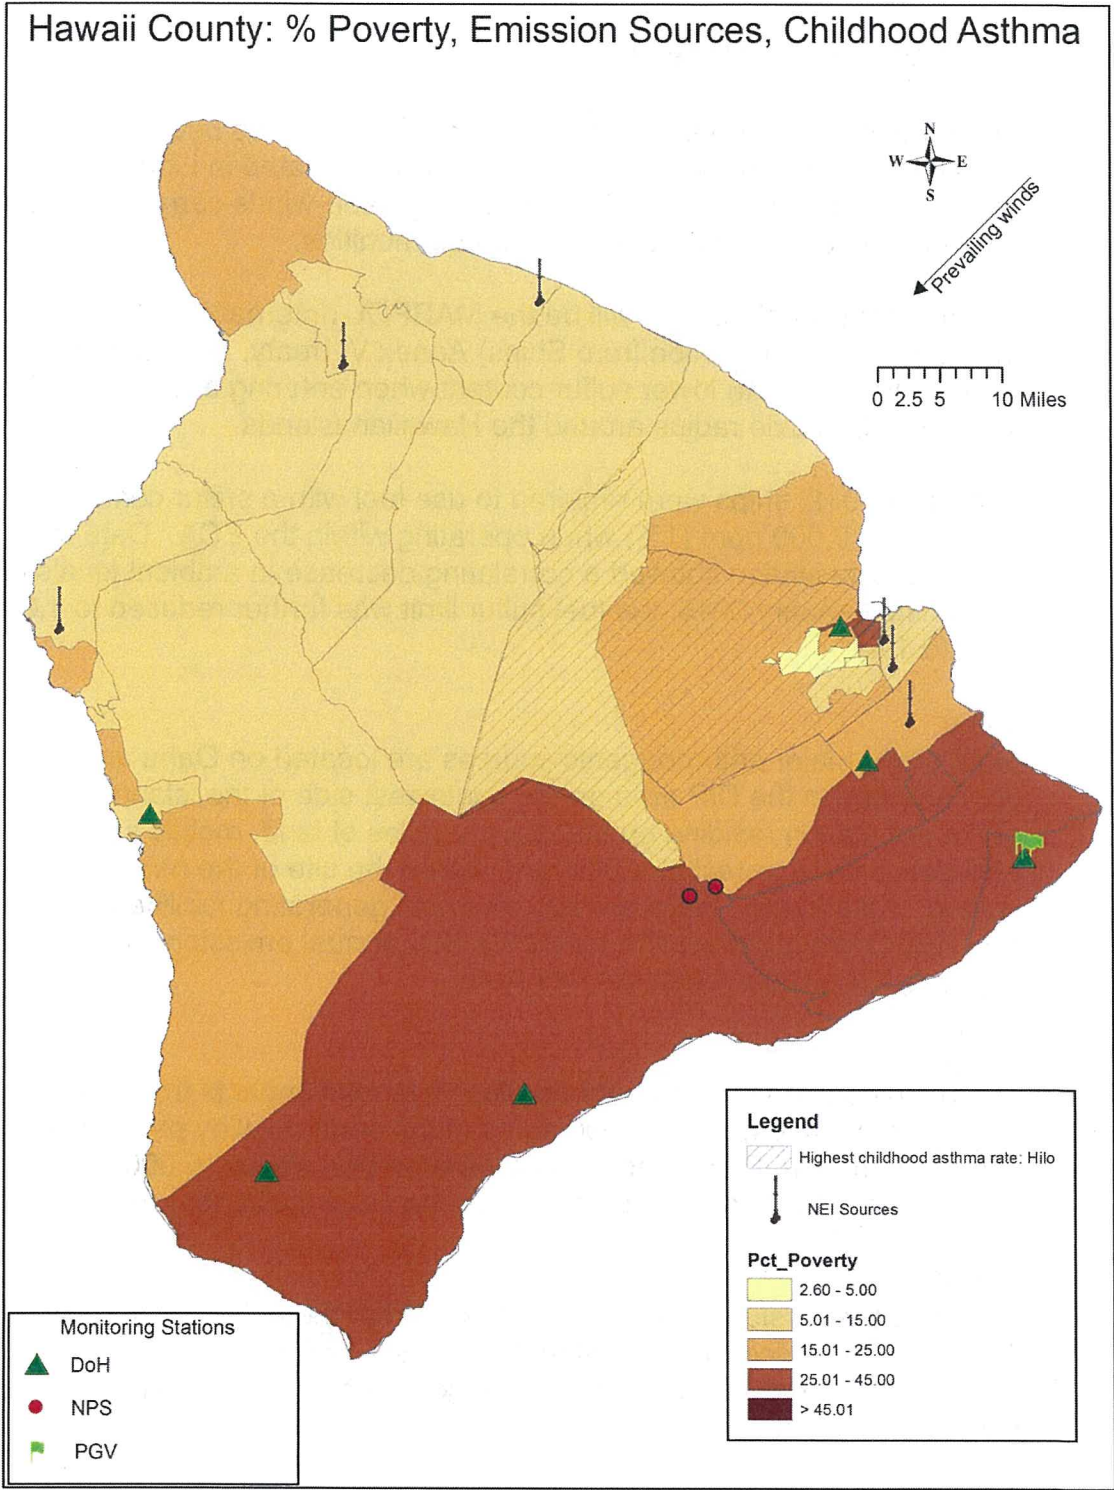 Hawaii County: % Poverty, Emission Sources, Childhood Asthma
N
W E
S
Prevailing winds
0 2.5 5 10 Miles
Legend
Highest childhood asthma rate: Hilo
NEI Sources
Pct_Poverty
2.60 - 5.00
5.01 - 15.00
15.01 - 25.00
25.01 - 45.00
> 45.01
Monitoring Stations
DoH
NPS
PGV